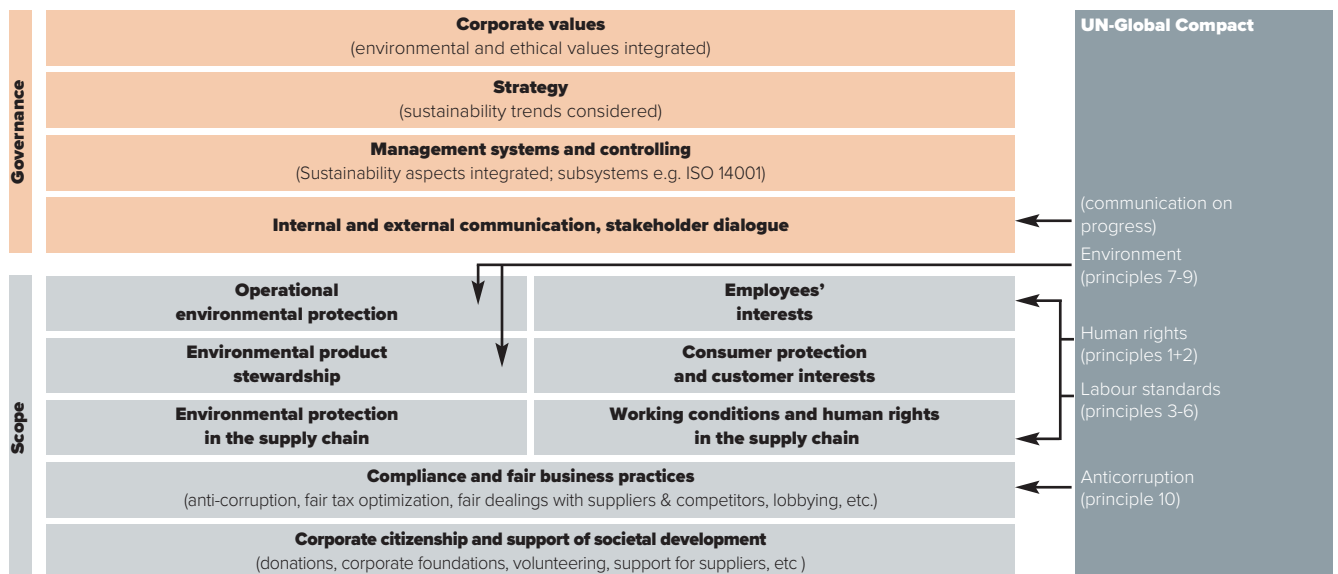 Governance
Corporate values
(environmental and ethical values integrated)
Strategy
(sustainability trends considered)
Management systems and controlling
(Sustainability aspects integrated; subsystems e.g. ISO 14001)
Internal and external communication, stakeholder dialogue
Scope
Operational
environmental protection
Employees’
interests
Environmental product
stewardship
Consumer protection
and customer interests
Environmental protection
in the supply chain
Working conditions and human rights
in the supply chain
Compliance and fair business practices
(anti-corruption, fair tax optimization, fair dealings with suppliers & competitors, lobbying, etc.)
Corporate citizenship and support of societal development
(donations, corporate foundations, volunteering, support for suppliers, etc )
UN-Global Compact
(communication on
progress)
Environment
(principles 7-9)
Human rights
(principles 1+2)
Labour standards
(principles 3-6)
Anticorruption
(principle 10)